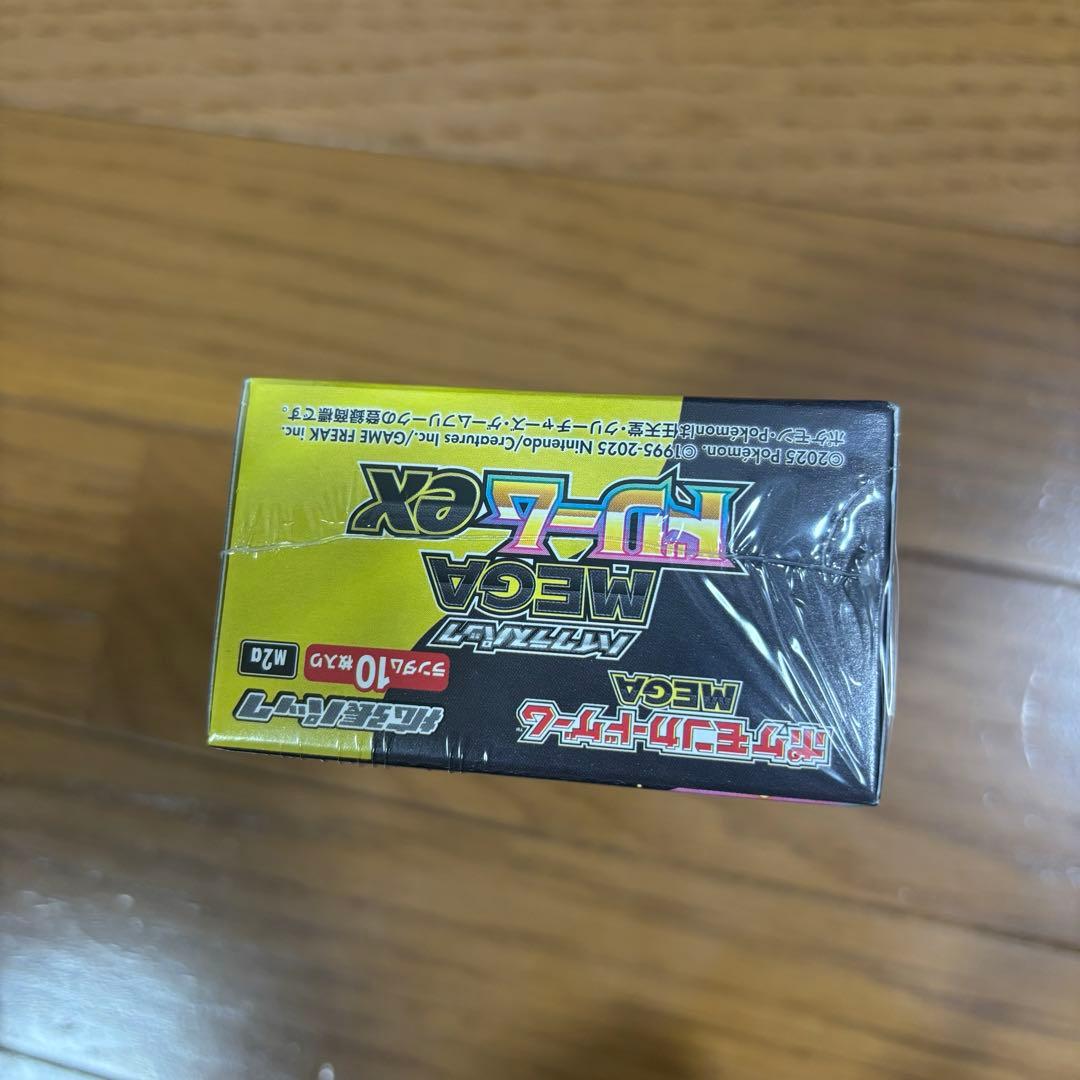 ポケモンカードゲーム
MEGA
拡張パック
ランダム10枚入り
M2a
ハイクラスパック
MEGA
ドリームex
©2025 Pokémon. ©1995-2025 Nintendo/Creatures Inc./GAME FREAK inc.
ポケモン・Pokémonは任天堂・クリーチャーズ・ゲームフリークの登録商標です。